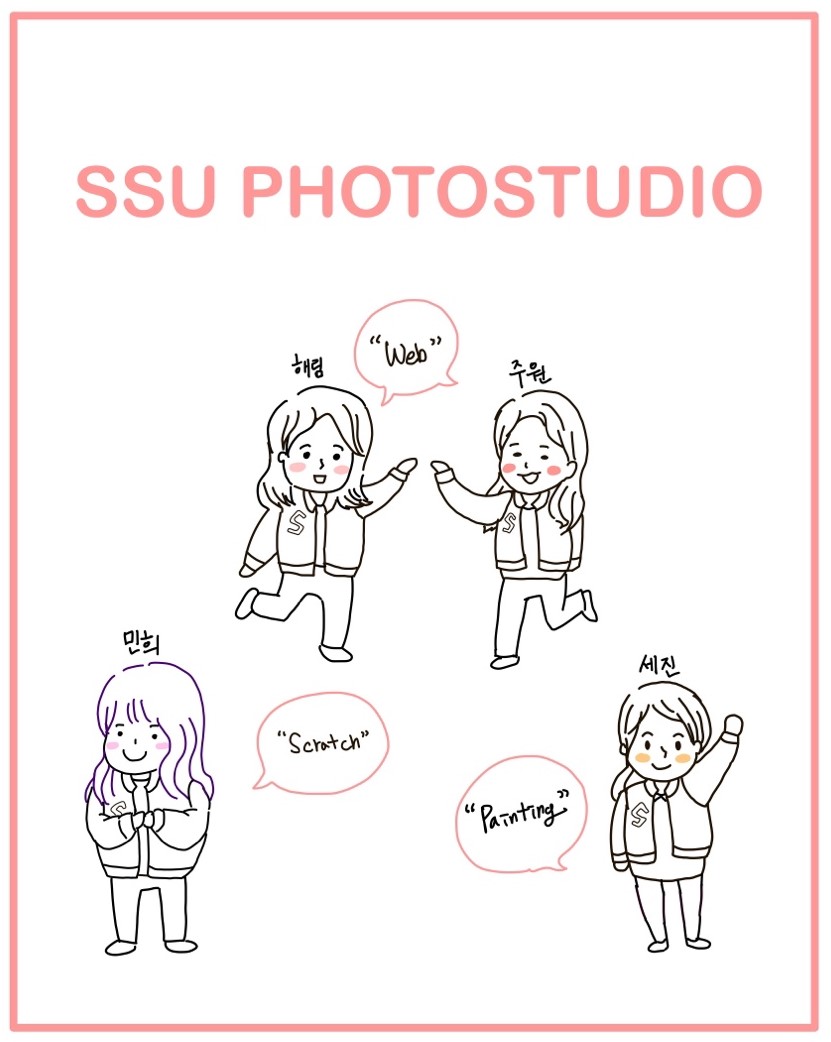 SSU PHOTOSTUDIO
"Web"
해림
주원
S
S
민희
세진
"Scratch"
"Painting"
S
S